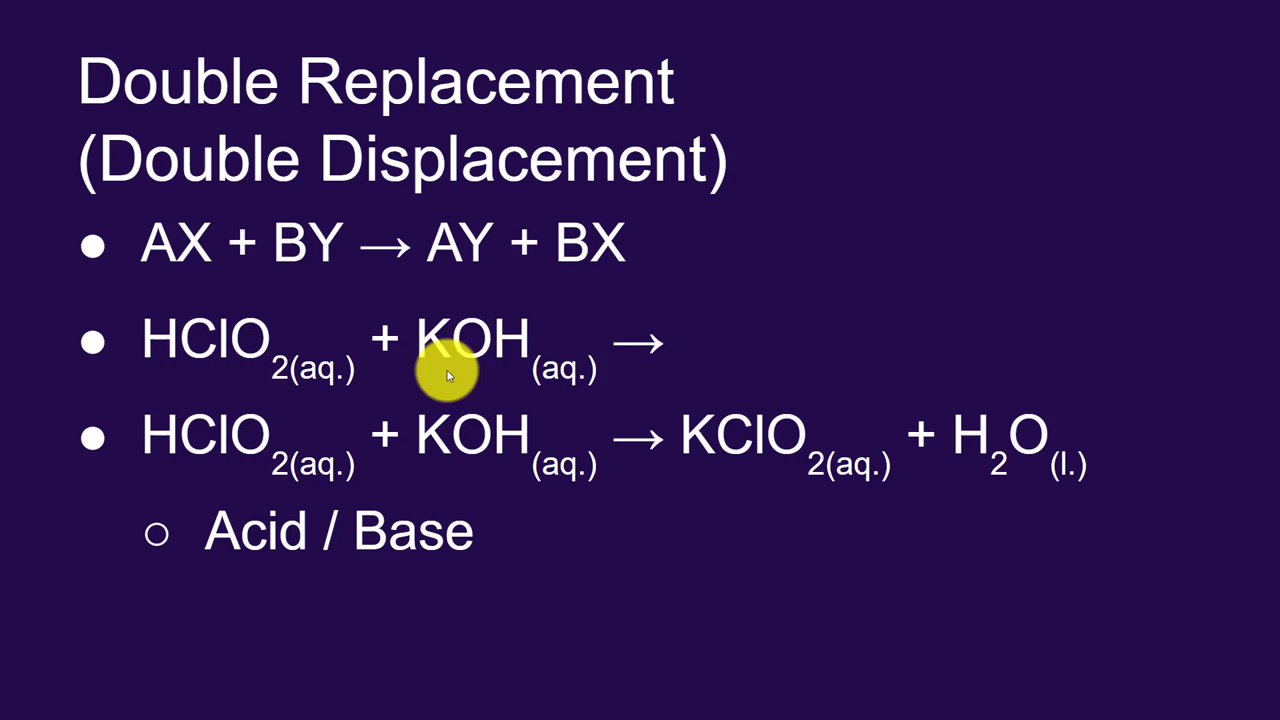 Double Replacement
(Double Displacement)
● AX + BY → AY + BX
● HClO₂(aq.) + KOH(aq.) →
● HClO₂(aq.) + KOH(aq.) → KClO₂(aq.) + H₂O(l.)
○ Acid / Base